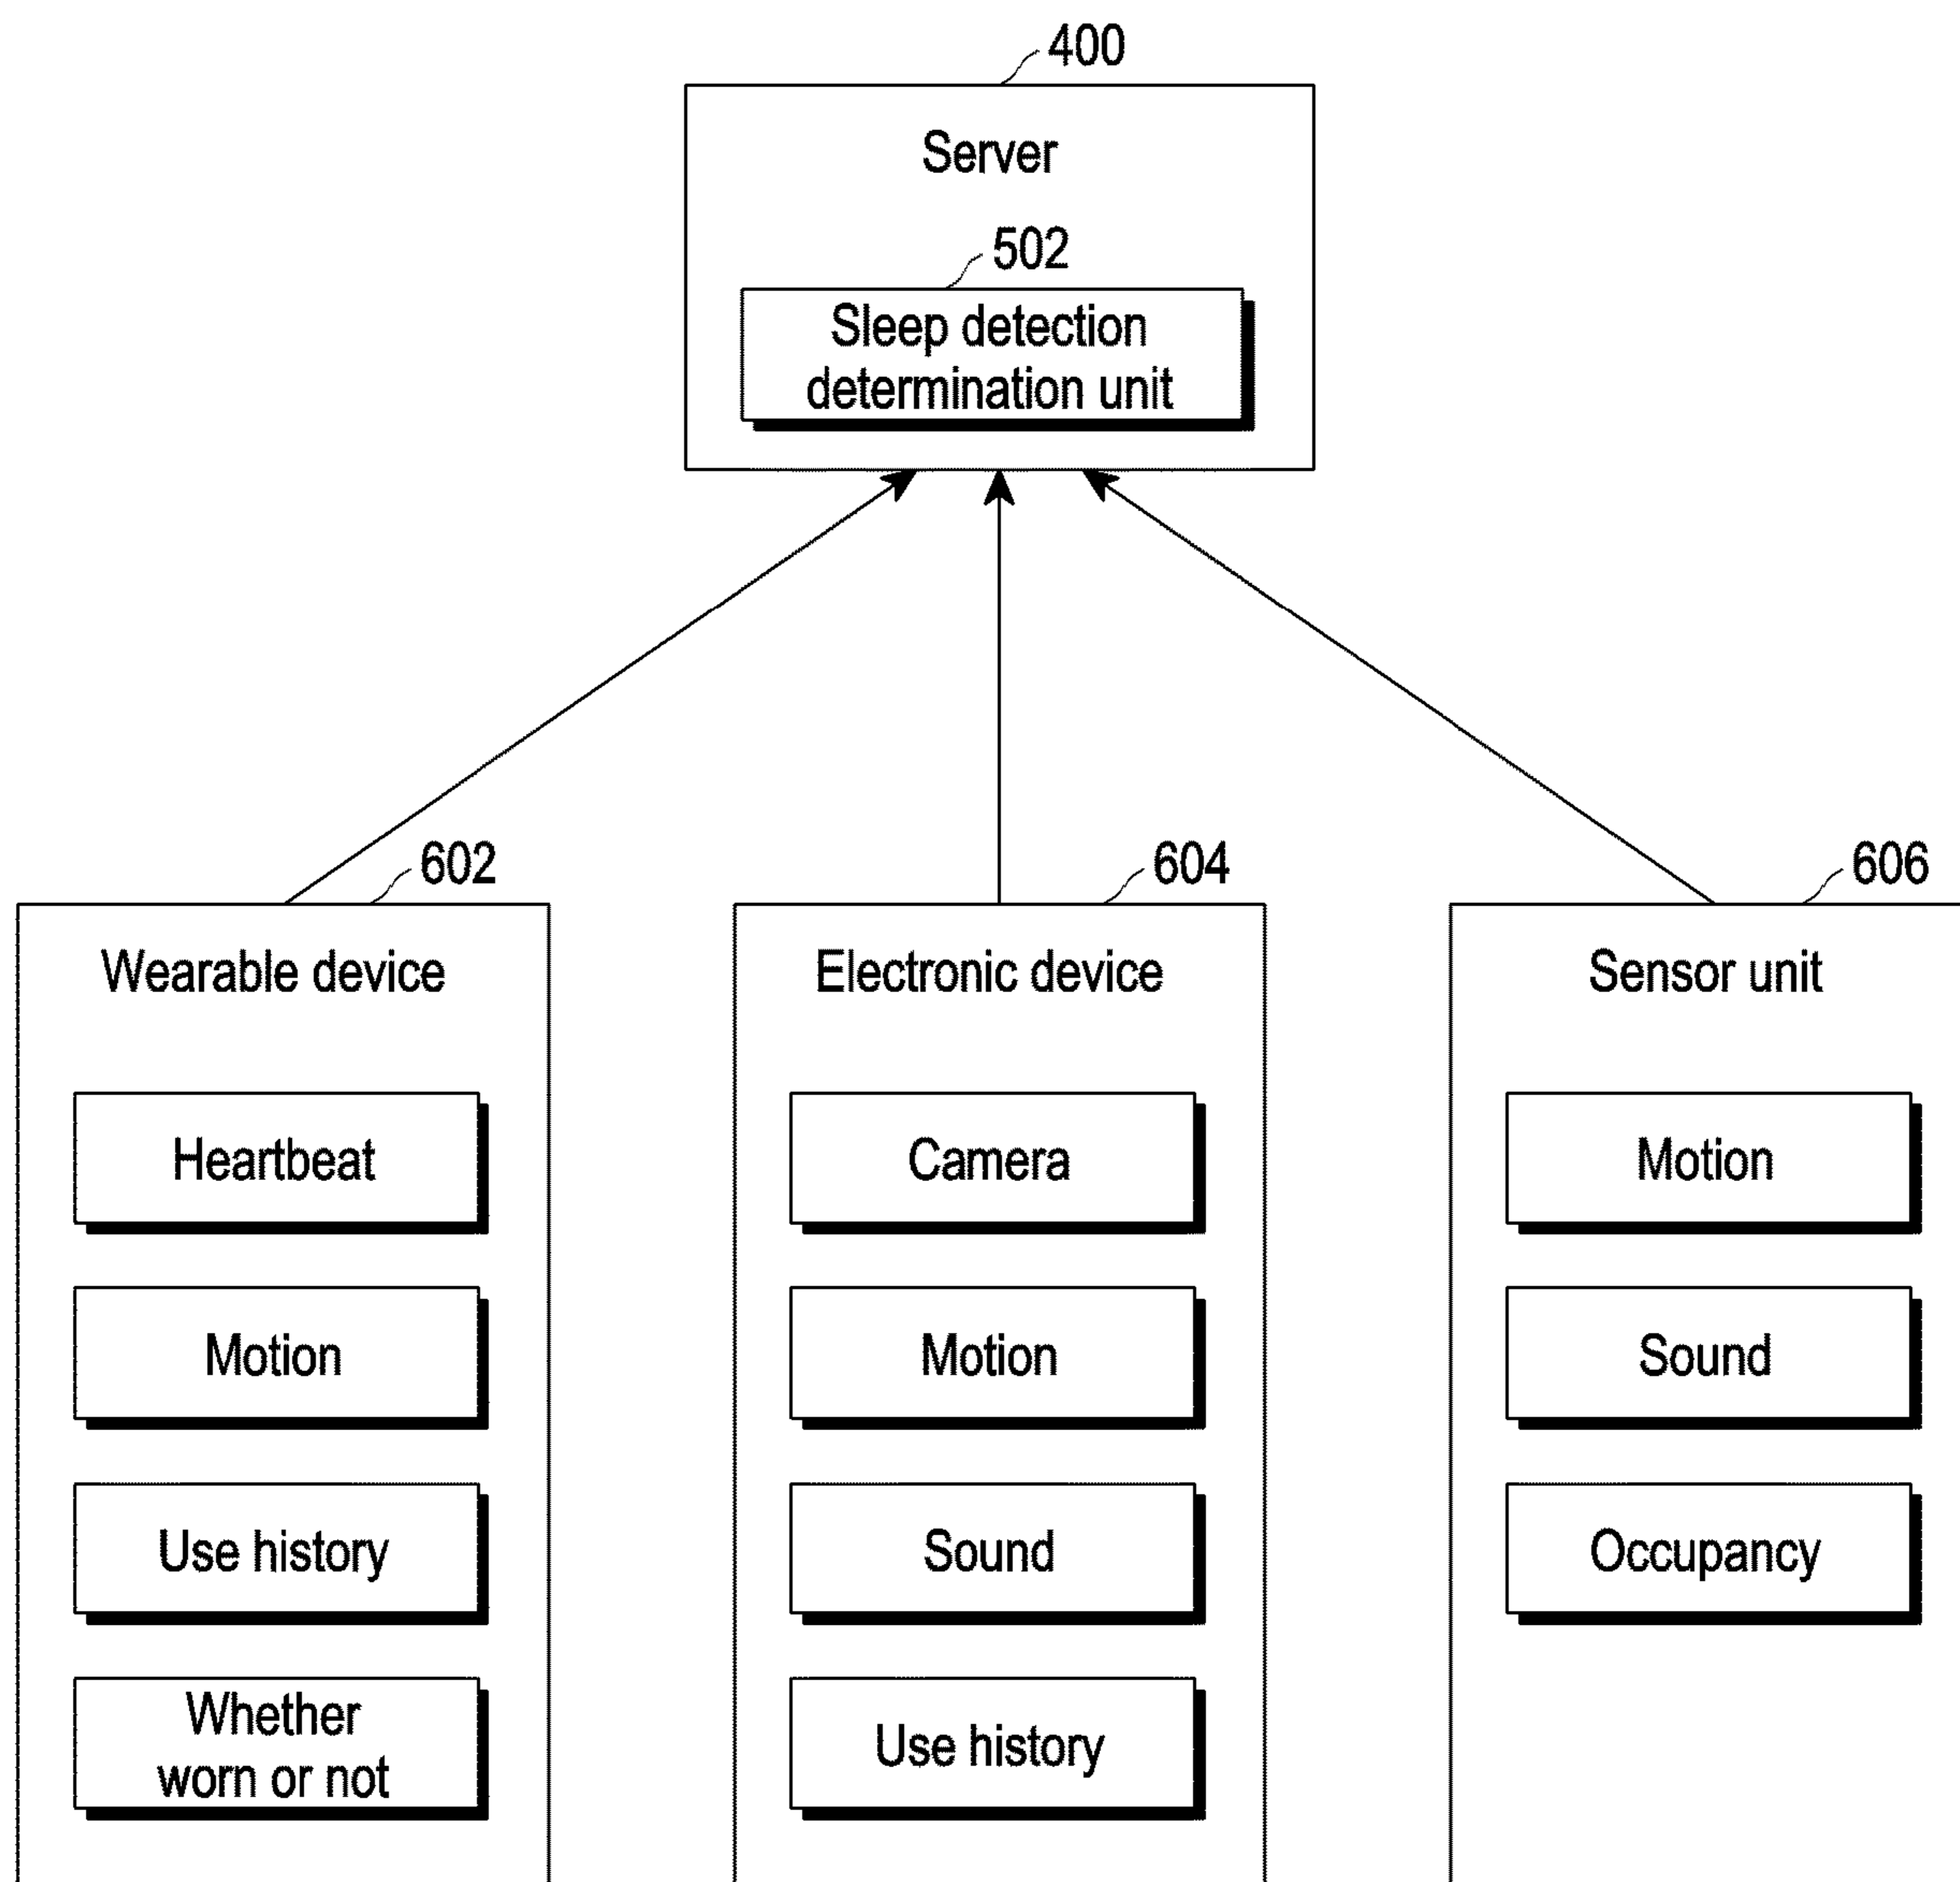 400
Server
502
Sleep detection
determination unit
602
604
606
Wearable device
Heartbeat
Motion
Use history
Whether
worn or not
Electronic device
Camera
Motion
Sound
Use history
Sensor unit
Motion
Sound
Occupancy